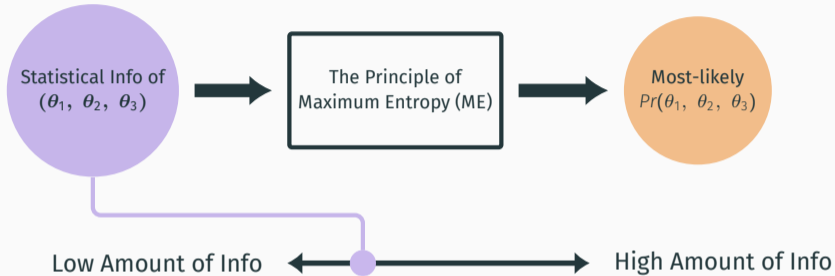 Statistical Info of
(θ₁, θ₂, θ₃)
The Principle of
Maximum Entropy (ME)
Most-likely
Pr(θ₁, θ₂, θ₃)
Low Amount of Info
High Amount of Info